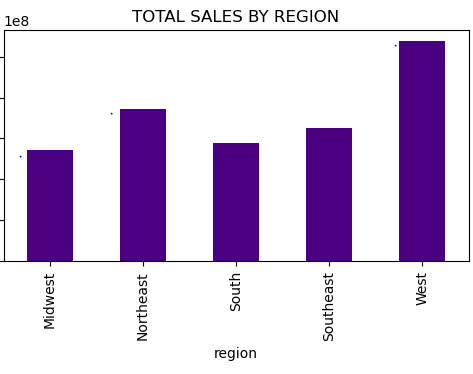 TOTAL SALES BY REGION
1e8
Midwest
Northeast
South
Southeast
West
region